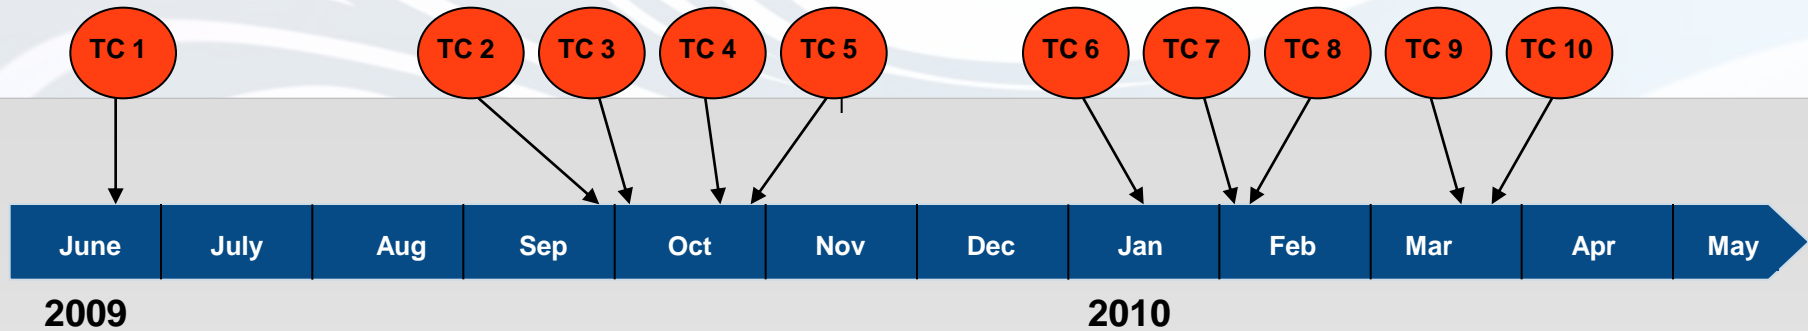 TC 1 TC 2 TC 3 TC 4 TC 5 TC 6 TC 7 TC 8 TC 9 TC 10
June July Aug Sep Oct Nov Dec Jan Feb Mar Apr May
2009 2010